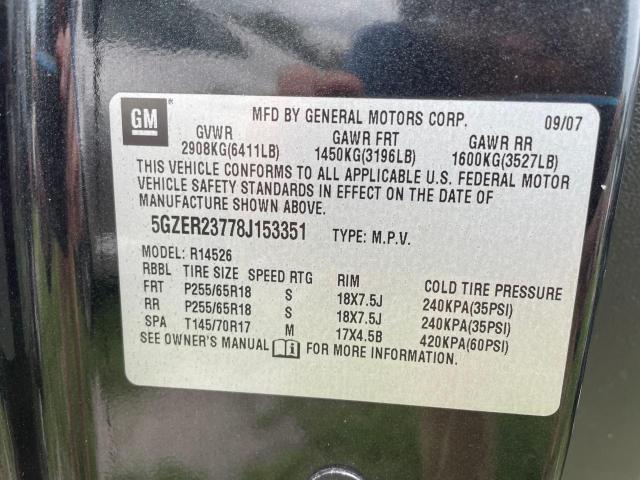 GM ®
MFD BY GENERAL MOTORS CORP. 09/07
GVWR GAWR FRT GAWR RR
2908KG(6411LB) 1450KG(3196LB) 1600KG(3527LB)
THIS VEHICLE CONFORMS TO ALL APPLICABLE U.S. FEDERAL MOTOR
VEHICLE SAFETY STANDARDS IN EFFECT ON THE DATE OF
MANUFACTURE SHOWN ABOVE.
5GZER23778J153351 TYPE: M.P.V.
MODEL: R14526
RBBL TIRE SIZE SPEED RTG RIM COLD TIRE PRESSURE
FRT P255/65R18 S 18X7.5J 240KPA(35PSI)
RR P255/65R18 S 18X7.5J 240KPA(35PSI)
SPA T145/70R17 M 17X4.5B 420KPA(60PSI)
SEE OWNER'S MANUAL FOR MORE INFORMATION.